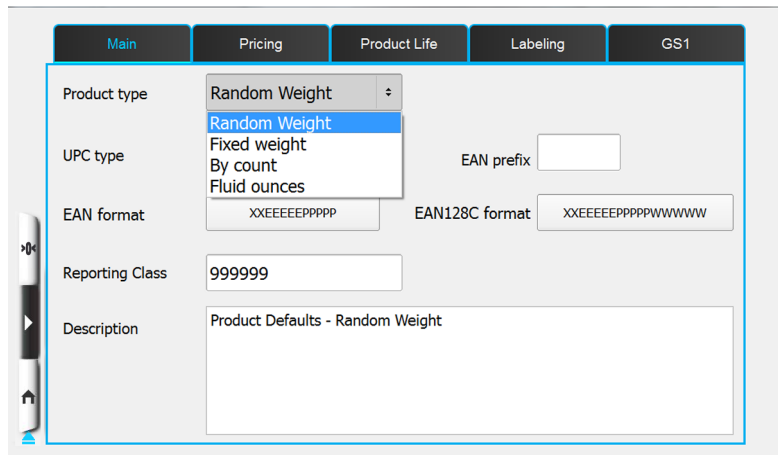 Main Pricing Product Life Labeling GS1
Product type Random Weight
Random Weight
Fixed weight
By count
Fluid ounces
UPC type EAN prefix
EAN format XXEEEEEPPPPP EAN128C format XXEEEEEPPPPPWWWWW
>0<
Reporting Class 999999
Description Product Defaults - Random Weight